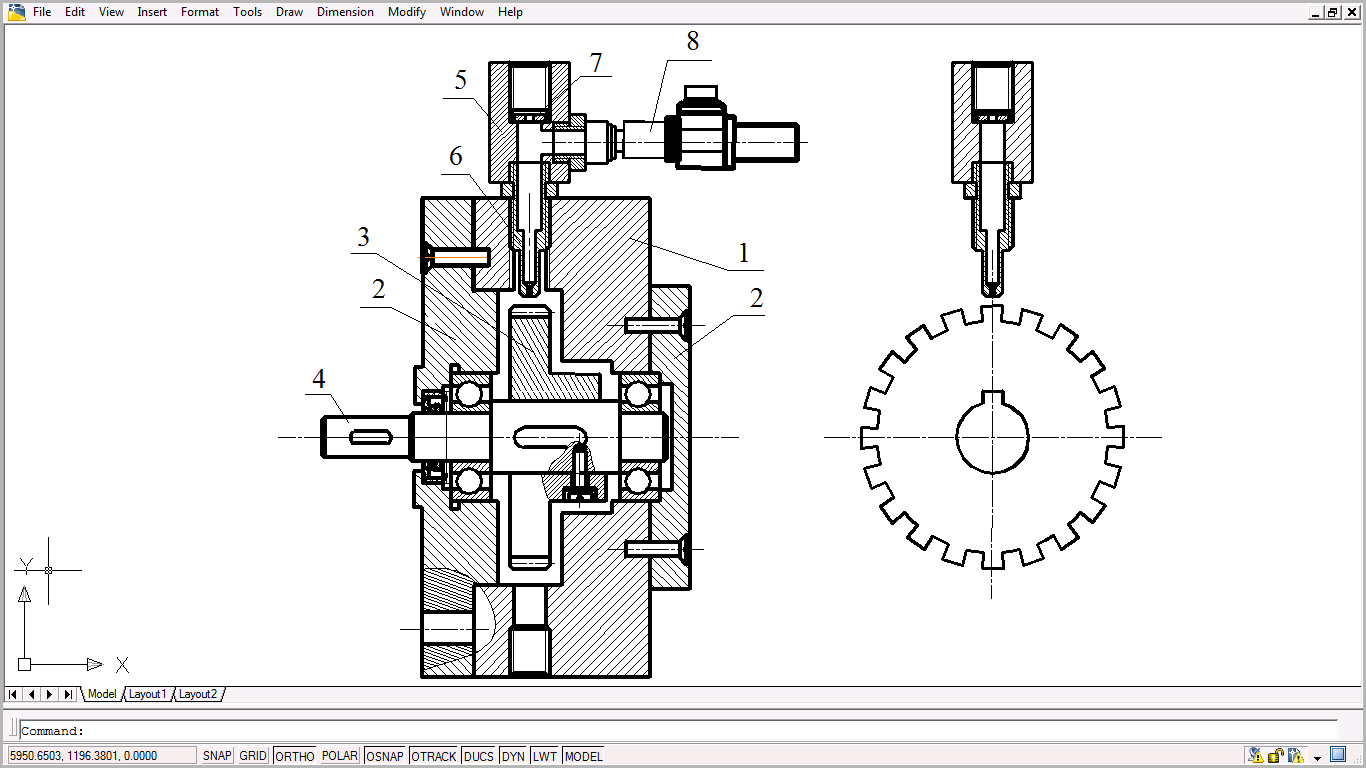 File Edit View Insert Format Tools Draw Dimension Modify Window Help
8
7
5
6
3
1
2
2
4
Y
X
Model Layout1 Layout2
Command:
5950.6503, 1196.3801, 0.0000 SNAP GRID ORTHO POLAR OSNAP OTRACK DUCS DYN LWT MODEL